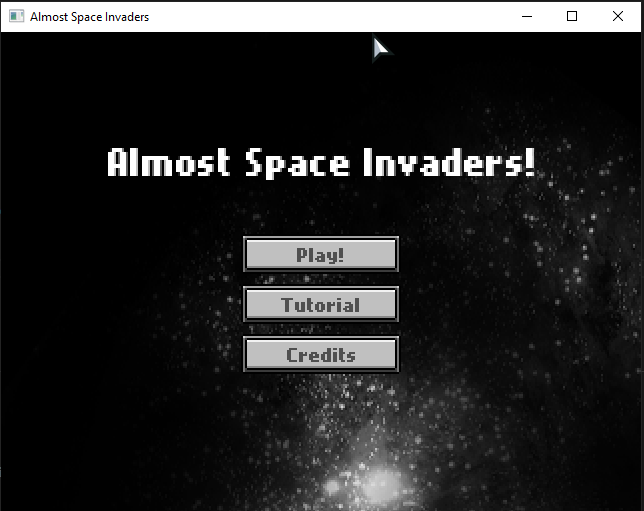 Almost Space Invaders
Almost Space Invaders!
Play!
Tutorial
Credits